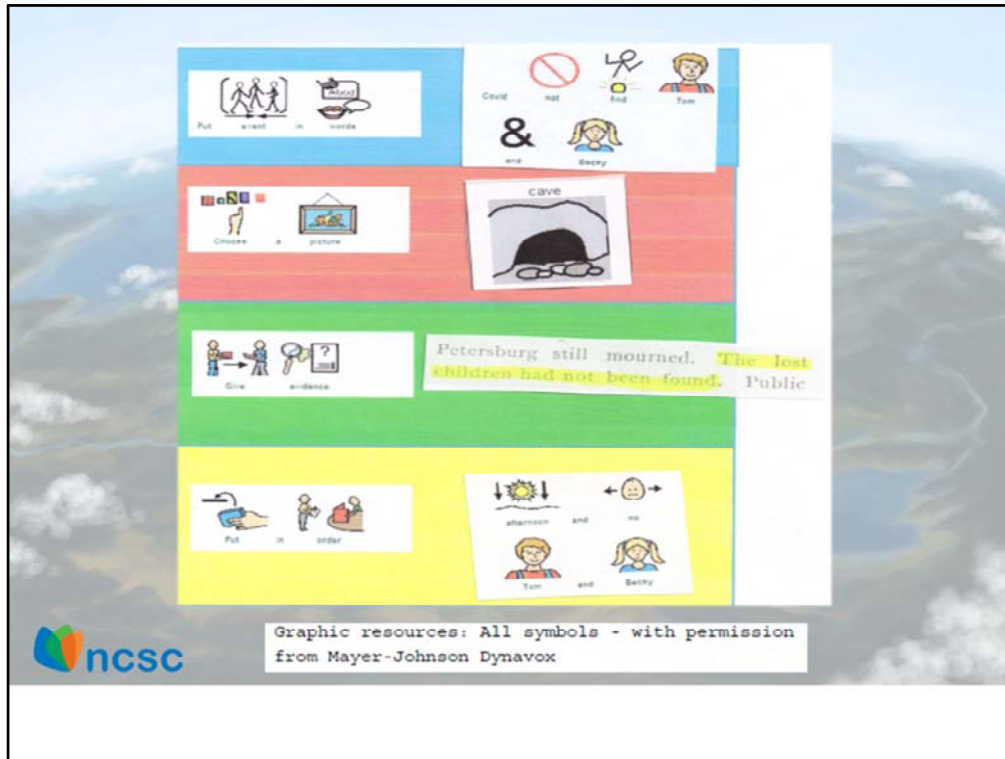 Put event in words
Could not find Tom
& 
and Becky
Choose a picture
cave
Give evidence
?
Petersburg still mourned. The lost
children had not been found. Public
Put in order
afternoon and no
Tom and Becky
ncsc
Graphic resources: All symbols - with permission
from Mayer-Johnson Dynavox